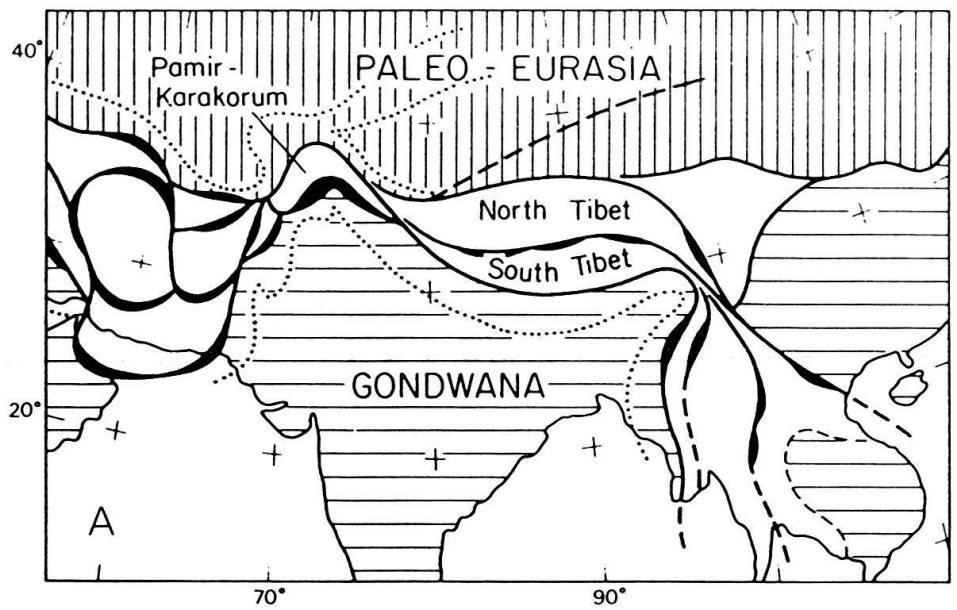 40°
PALEO - EURASIA
Pamir -
Karakorum
North Tibet
South Tibet
GONDWANA
20°
A
70°
90°